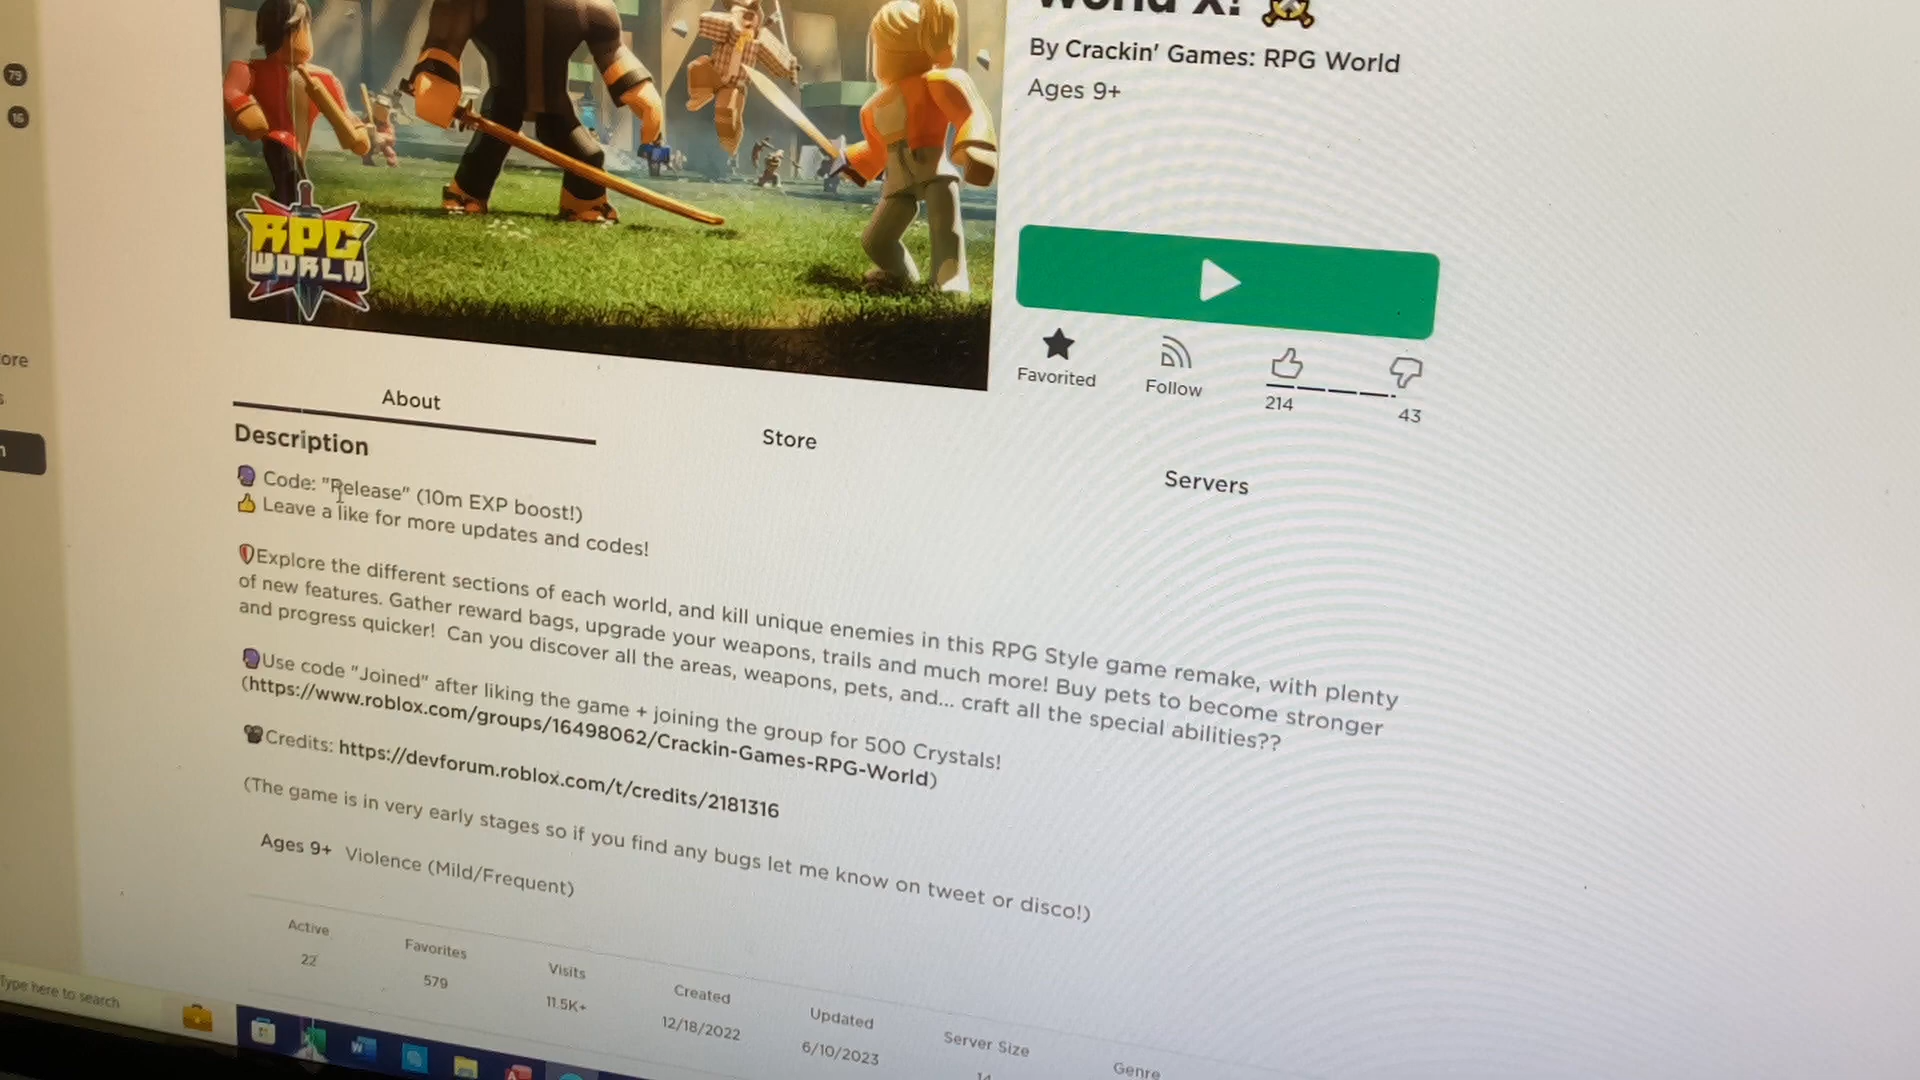 World X!
By Crackin' Games: RPG World
Ages 9+
79
16
RPG
WORLD
ore
Favorited
Follow
214
43
About
Store
Servers
Description
Code: "Release" (10m EXP boost!)
Leave a like for more updates and codes!
Explore the different sections of each world, and kill unique enemies in this RPG Style game remake, with plenty
of new features. Gather reward bags, upgrade your weapons, trails and much more! Buy pets to become stronger
and progress quicker! Can you discover all the areas, weapons, pets, and... craft all the special abilities??
Use code "Joined" after liking the game + joining the group for 500 Crystals!
(https://www.roblox.com/groups/16498062/Crackin-Games-RPG-World)
Credits: https://devforum.roblox.com/t/credits/2181316
(The game is in very early stages so if you find any bugs let me know on tweet or disco!)
Ages 9+ Violence (Mild/Frequent)
Active
22
Favorites
579
Visits
11.5K+
Created
12/18/2022
Updated
6/10/2023
Server Size
14
Genre
Type here to search